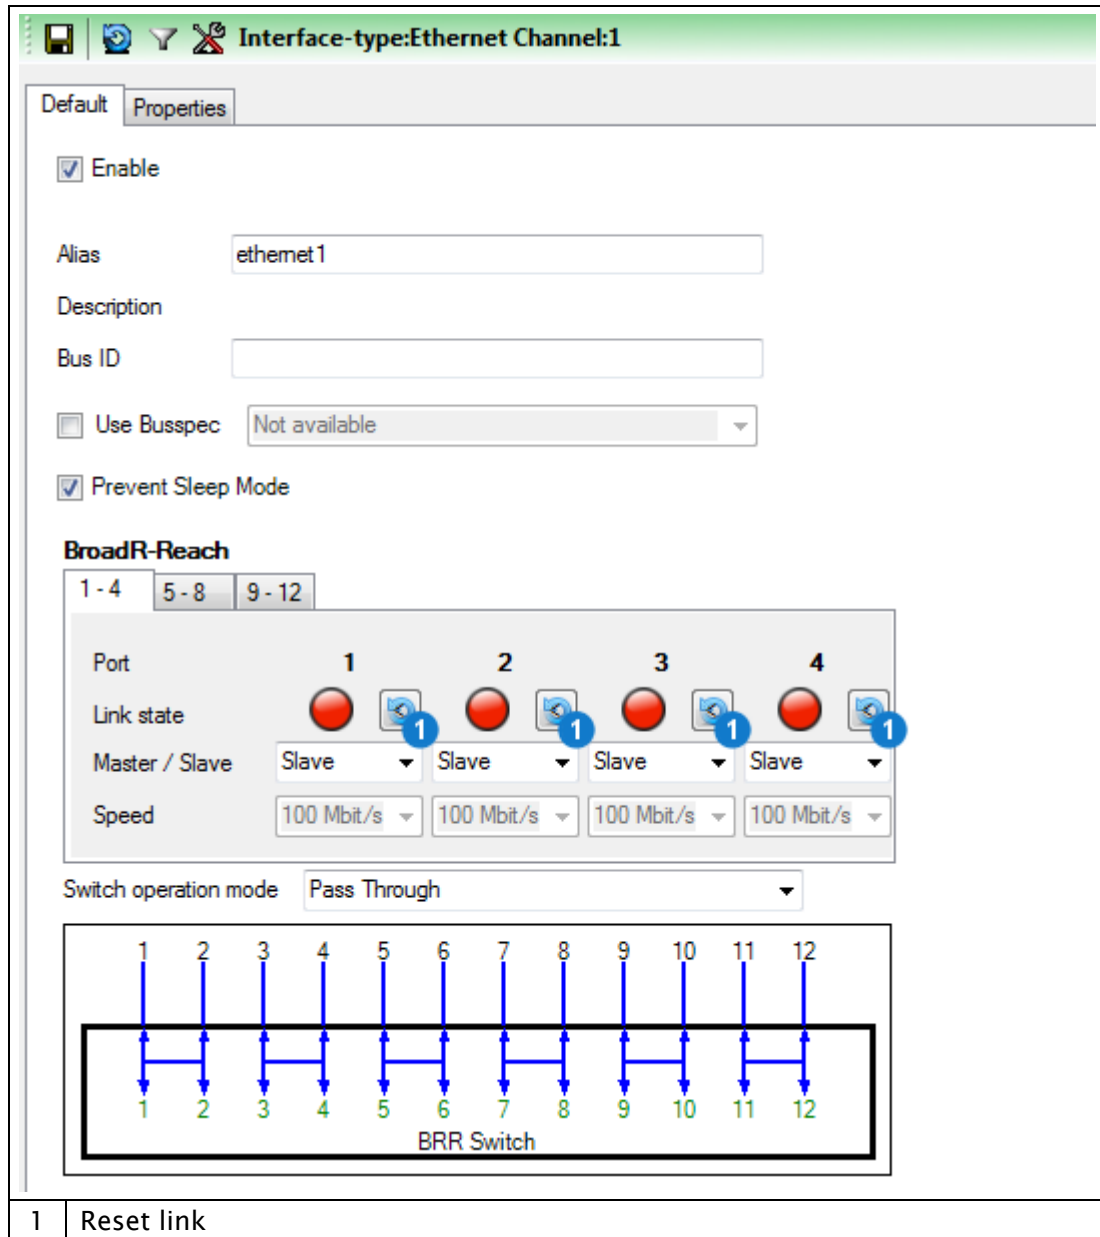 Interface-type:Ethernet Channel:1
Default Properties
Enable
Alias ethernet1
Description
Bus ID
Use Busspec Not available
Prevent Sleep Mode
BroadR-Reach
1 - 4 5 - 8 9 - 12
Port 1 2 3 4
Link state 1 1 1 1
Master / Slave Slave Slave Slave Slave
Speed 100 Mbit/s 100 Mbit/s 100 Mbit/s 100 Mbit/s
Switch operation mode Pass Through
1 2 3 4 5 6 7 8 9 10 11 12
1 2 3 4 5 6 7 8 9 10 11 12
BRR Switch
1 Reset link